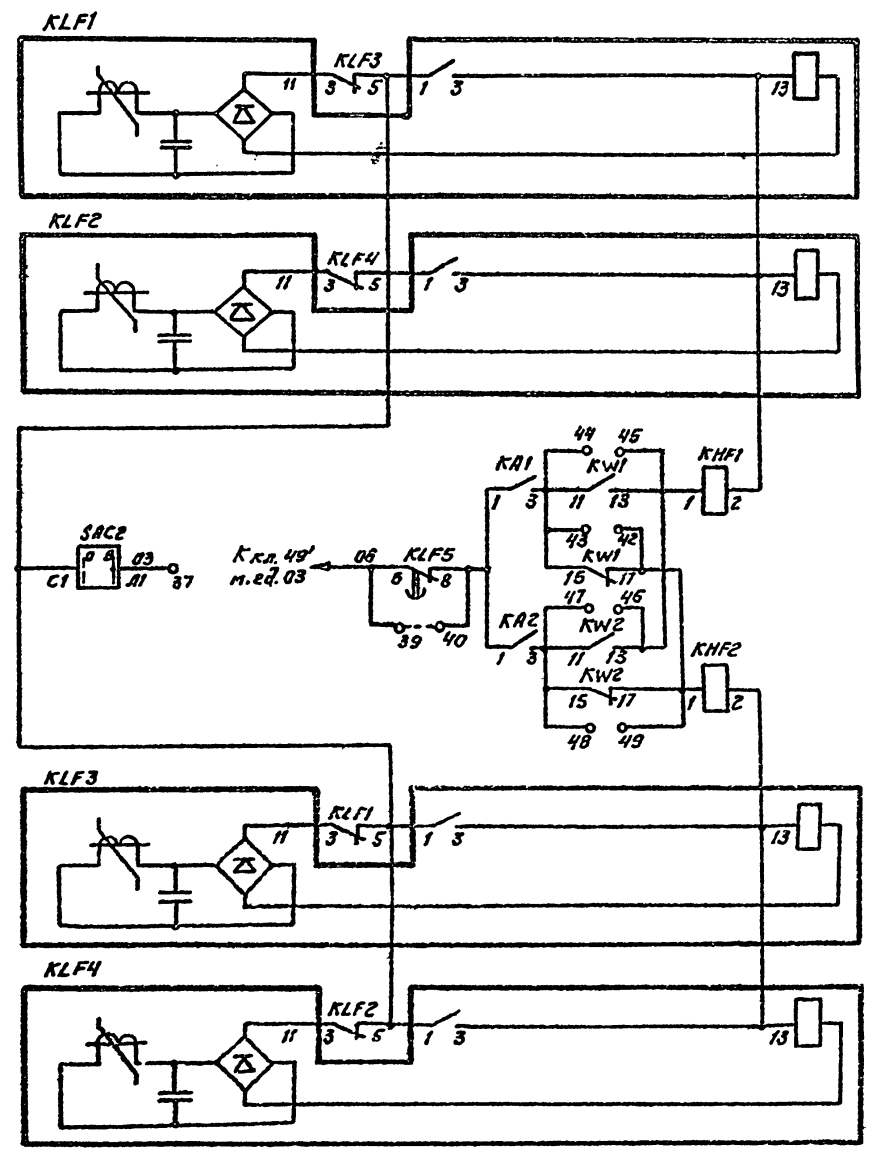 KLF1
KLF3
11 3 5 1 3 13
KLF2
KLF4
11 3 5 1 3 13
44 45
KA1 KW1 KHF1
1 3 11 13 1 2
SAC2
0 B
03
С1 Л1 37
К кл. 49'
т. ед. 03
06 KLF5
6 8
39 40
43 42
KW1
15 17
47 46
KA2 KW2
1 3 11 13
KHF2
KW2
15 17 1 2
48 49
KLF3
KLF1
11 3 5 1 3 13
KLF4
KLF2
11 3 5 1 3 13